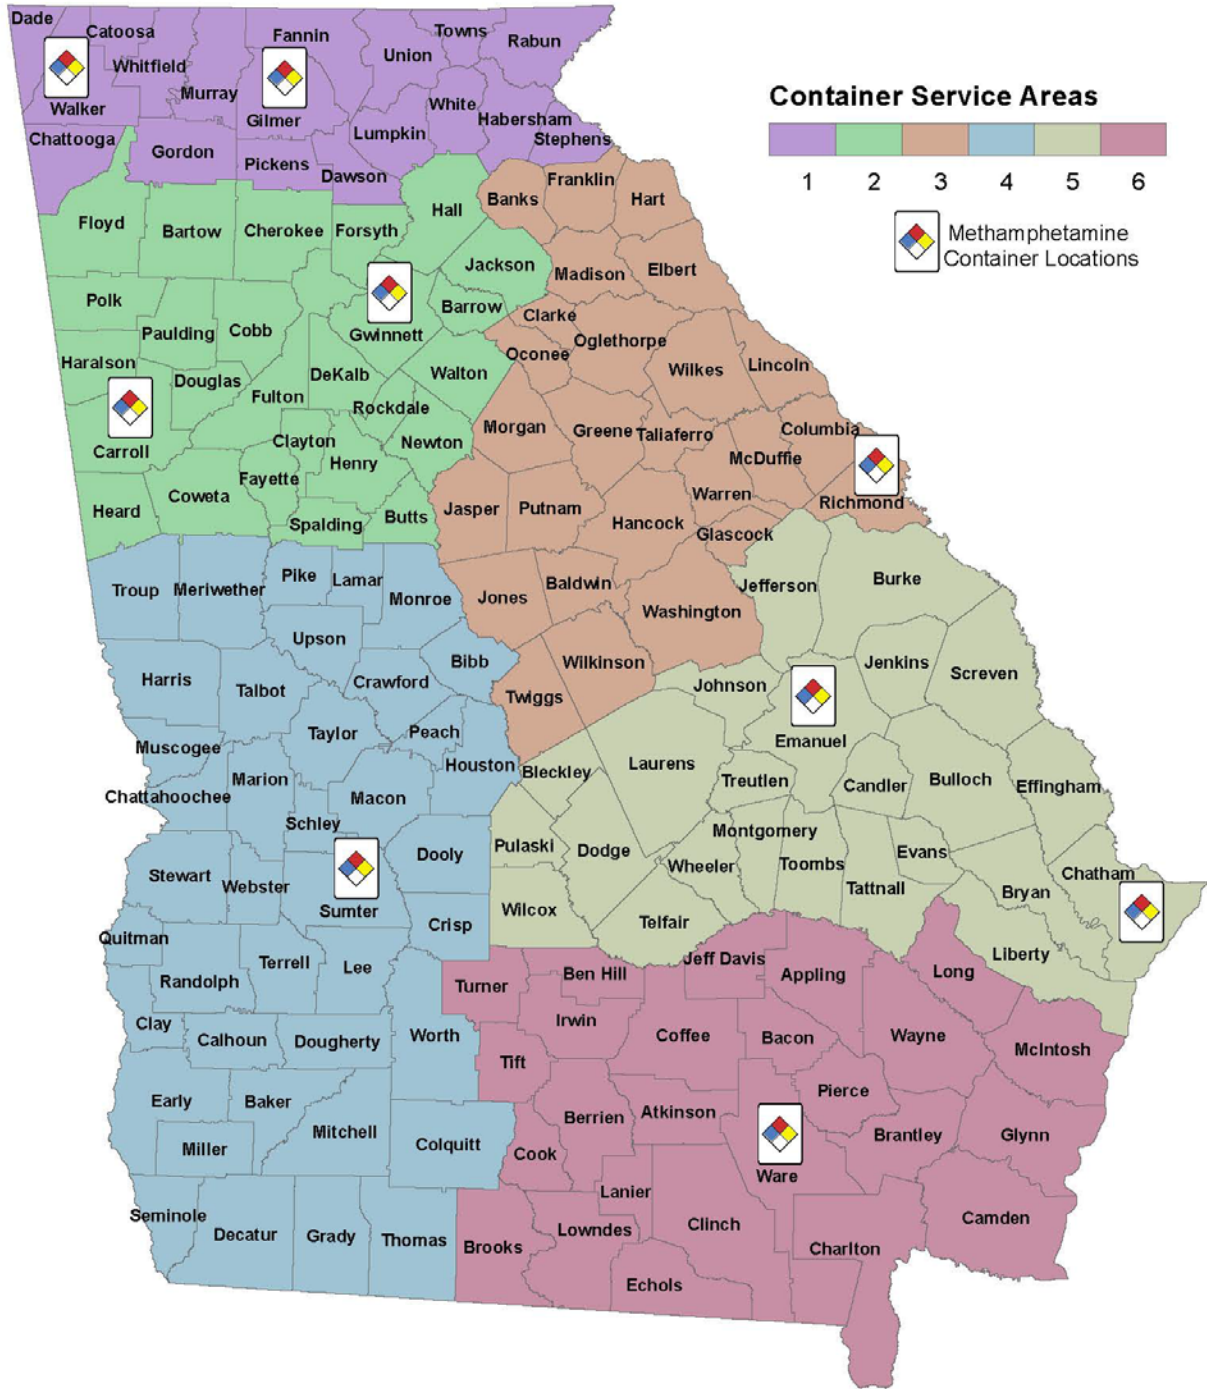 Dade
Catoosa
Fannin
Towns
Rabun
Union
Whitfield
Murray
Walker
Gilmer
White
Habersham
Lumpkin
Stephens
Chattooga
Gordon
Pickens
Dawson
Container Service Areas
1 2 3 4 5 6
Methamphetamine
Container Locations
Floyd
Bartow
Cherokee
Forsyth
Hall
Banks
Franklin
Hart
Jackson
Madison
Elbert
Polk
Paulding
Cobb
Gwinnett
Barrow
Clarke
Oconee
Oglethorpe
Wilkes
Lincoln
Haralson
Douglas
Fulton
DeKalb
Walton
Rockdale
Carroll
Clayton
Henry
Newton
Morgan
Greene
Taliaferro
Columbia
McDuffie
Heard
Coweta
Fayette
Spalding
Butts
Jasper
Putnam
Hancock
Warren
Richmond
Glascock
Troup
Meriwether
Pike
Lamar
Monroe
Jones
Baldwin
Washington
Jefferson
Burke
Upson
Bibb
Wilkinson
Jenkins
Screven
Harris
Talbot
Crawford
Twiggs
Johnson
Emanuel
Muscogee
Taylor
Peach
Houston
Bleckley
Laurens
Treutlen
Candler
Bulloch
Effingham
Chattahoochee
Marion
Macon
Schley
Pulaski
Dodge
Montgomery
Wheeler
Toombs
Evans
Tattnall
Bryan
Chatham
Stewart
Webster
Sumter
Dooly
Crisp
Wilcox
Telfair
Liberty
Quitman
Randolph
Terrell
Lee
Turner
Ben Hill
Jeff Davis
Appling
Long
Clay
Calhoun
Dougherty
Worth
Irwin
Tift
Coffee
Bacon
Wayne
McIntosh
Early
Baker
Miller
Mitchell
Colquitt
Cook
Berrien
Atkinson
Pierce
Ware
Brantley
Glynn
Seminole
Decatur
Grady
Thomas
Brooks
Lanier
Lowndes
Clinch
Echols
Charlton
Camden